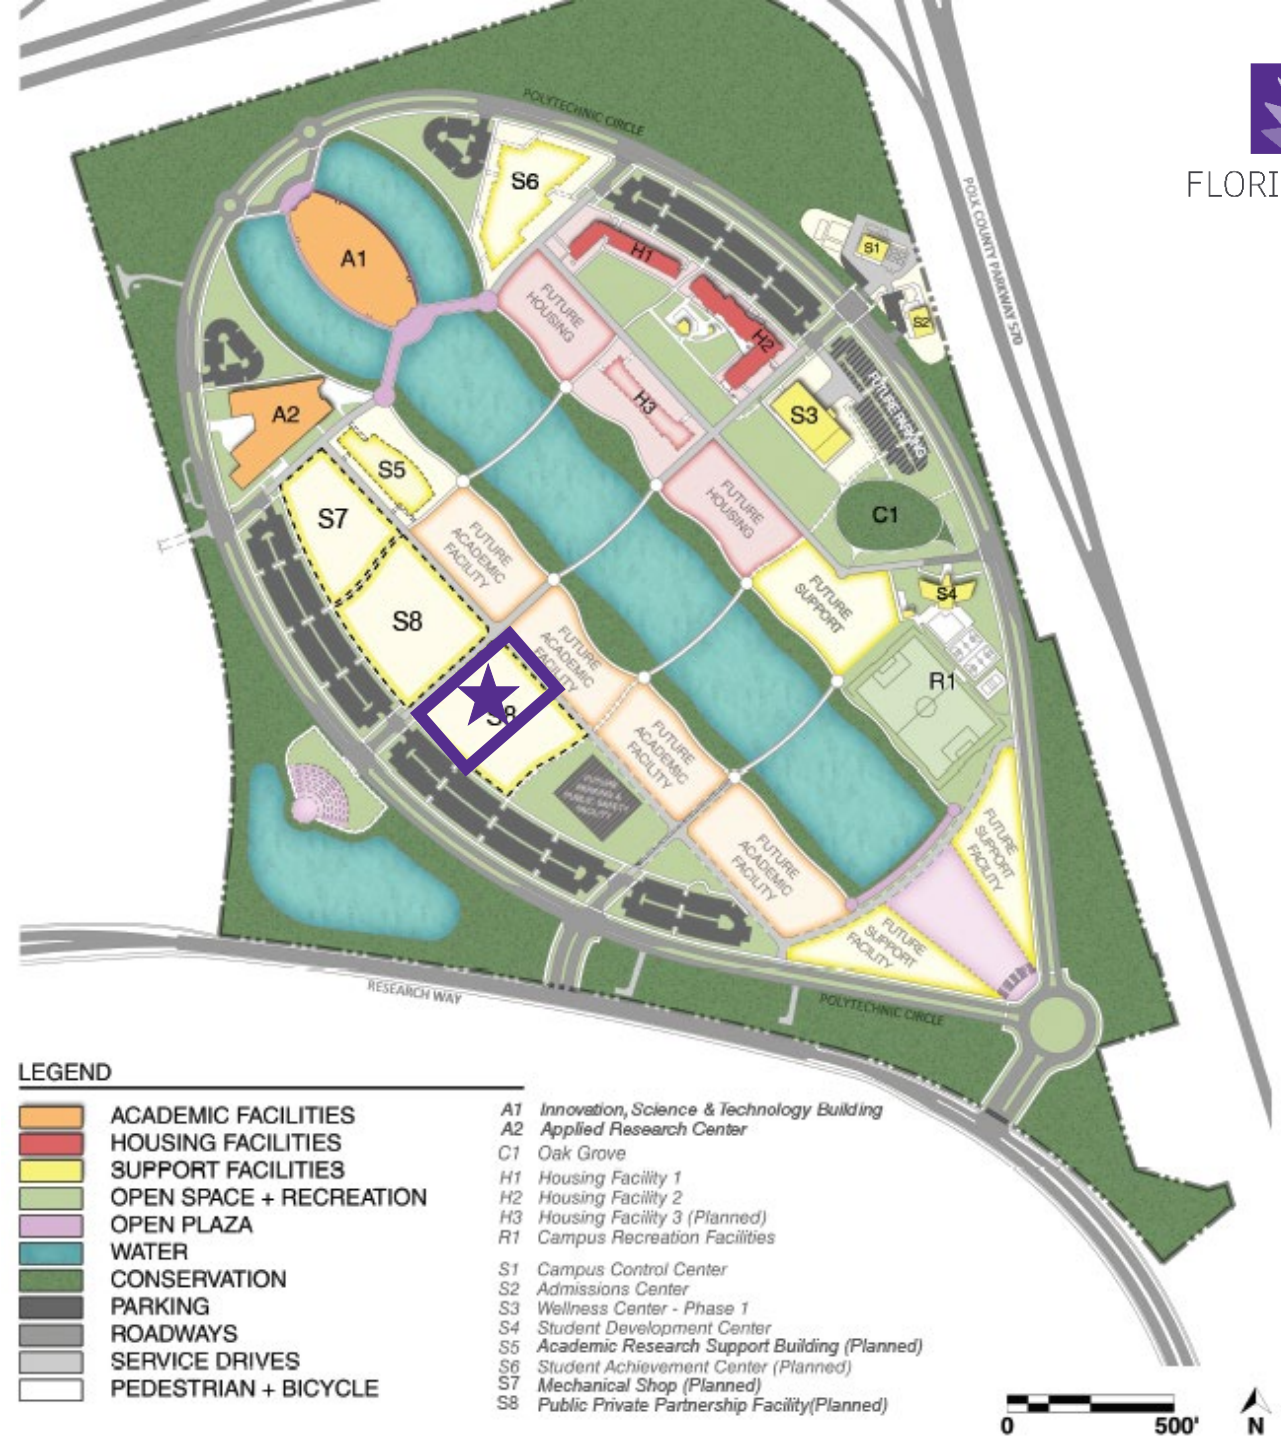 POLYTECHNIC CIRCLE
FLORI
POLK COUNTY PARKWAY 570
S6
S1
A1
H1
S2
FUTURE
HOUSING
H2
H3
S3
FUTURE PARKING
A2
S5
FUTURE
HOUSING
C1
S7
FUTURE
ACADEMIC
FACILITY
FUTURE
SUPPORT
S4
S8
FUTURE
ACADEMIC
FACILITY
R1
S8
FUTURE
ACADEMIC
FACILITY
FUTURE
PARKING &
PUBLIC SAFETY
FACILITY
FUTURE
SUPPORT
FACILITY
FUTURE
ACADEMIC
FACILITY
FUTURE
SUPPORT
FACILITY
RESEARCH WAY
POLYTECHNIC CIRCLE
LEGEND
ACADEMIC FACILITIES
HOUSING FACILITIES
SUPPORT FACILITIES
OPEN SPACE + RECREATION
OPEN PLAZA
WATER
CONSERVATION
PARKING
ROADWAYS
SERVICE DRIVES
PEDESTRIAN + BICYCLE
A1 Innovation, Science & Technology Building
A2 Applied Research Center
C1 Oak Grove
H1 Housing Facility 1
H2 Housing Facility 2
H3 Housing Facility 3 (Planned)
R1 Campus Recreation Facilities
S1 Campus Control Center
S2 Admissions Center
S3 Wellness Center - Phase 1
S4 Student Development Center
S5 Academic Research Support Building (Planned)
S6 Student Achievement Center (Planned)
S7 Mechanical Shop (Planned)
S8 Public Private Partnership Facility(Planned)
0 500'
N